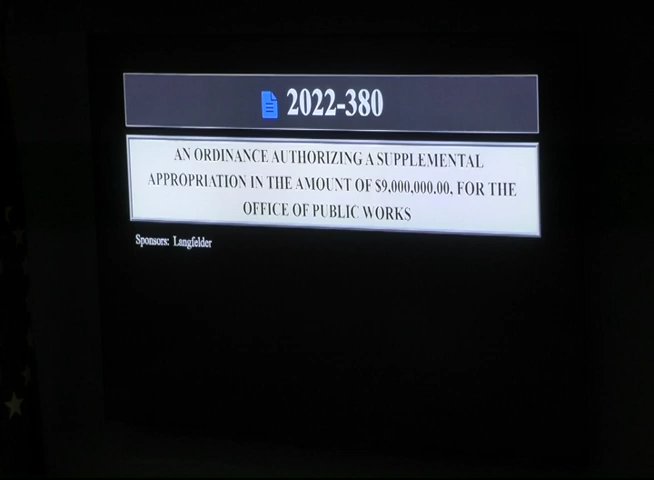 2022-380
AN ORDINANCE AUTHORIZING A SUPPLEMENTAL
APPROPRIATION IN THE AMOUNT OF $9,000,000.00, FOR THE
OFFICE OF PUBLIC WORKS
Sponsors: Langfelder